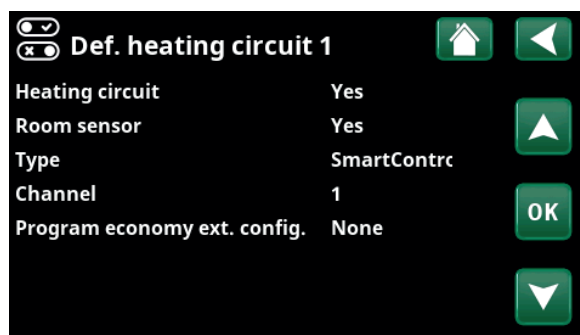 Def. heating circuit 1
Heating circuit Yes
Room sensor Yes
Type SmartContrc
Channel 1
Program economy ext. config. None
OK